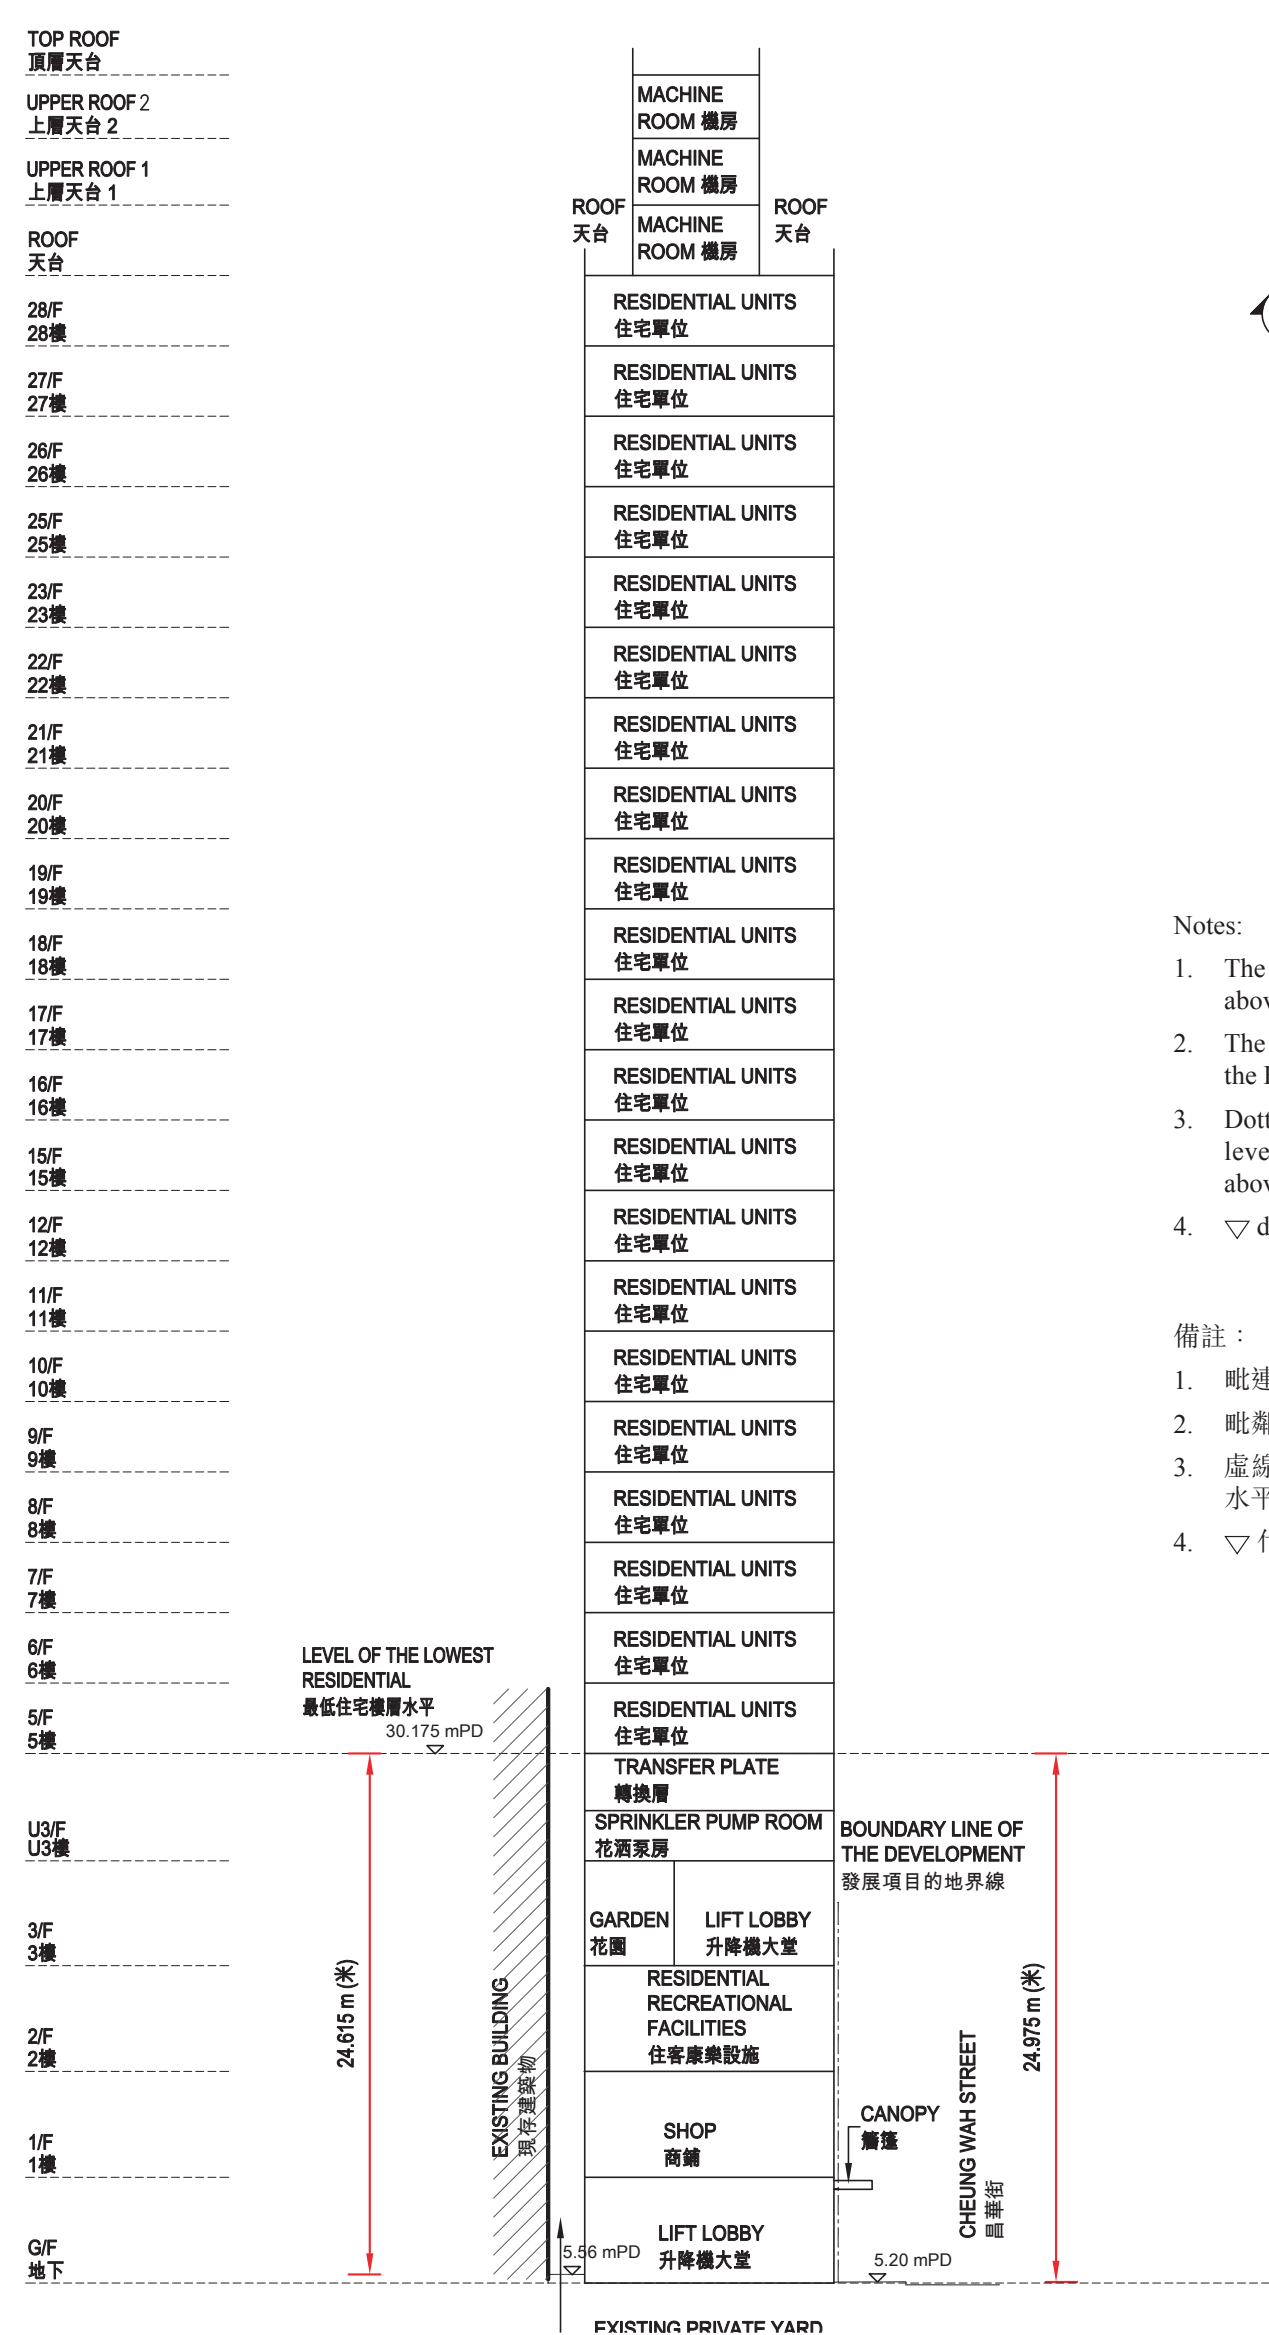 TOP ROOF
頂層天台
UPPER ROOF 2
上層天台 2
MACHINE
ROOM 機房
UPPER ROOF 1
上層天台 1
MACHINE
ROOM 機房
ROOF
天台
ROOF
天台
MACHINE
ROOM 機房
ROOF
天台
28/F
28樓
RESIDENTIAL UNITS
住宅單位
27/F
27樓
RESIDENTIAL UNITS
住宅單位
26/F
26樓
RESIDENTIAL UNITS
住宅單位
25/F
25樓
RESIDENTIAL UNITS
住宅單位
23/F
23樓
RESIDENTIAL UNITS
住宅單位
22/F
22樓
RESIDENTIAL UNITS
住宅單位
21/F
21樓
RESIDENTIAL UNITS
住宅單位
20/F
20樓
RESIDENTIAL UNITS
住宅單位
19/F
19樓
RESIDENTIAL UNITS
住宅單位
18/F
18樓
RESIDENTIAL UNITS
住宅單位
17/F
17樓
RESIDENTIAL UNITS
住宅單位
16/F
16樓
RESIDENTIAL UNITS
住宅單位
15/F
15樓
RESIDENTIAL UNITS
住宅單位
12/F
12樓
RESIDENTIAL UNITS
住宅單位
11/F
11樓
RESIDENTIAL UNITS
住宅單位
10/F
10樓
RESIDENTIAL UNITS
住宅單位
9/F
9樓
RESIDENTIAL UNITS
住宅單位
8/F
8樓
RESIDENTIAL UNITS
住宅單位
7/F
7樓
RESIDENTIAL UNITS
住宅單位
6/F
6樓
RESIDENTIAL UNITS
住宅單位
5/F
5樓
RESIDENTIAL UNITS
住宅單位
LEVEL OF THE LOWEST
RESIDENTIAL
最低住宅樓層水平
30.175 mPD
TRANSFER PLATE
轉換層
U3/F
U3樓
SPRINKLER PUMP ROOM
花洒泵房
BOUNDARY LINE OF
THE DEVELOPMENT
發展項目的地界線
3/F
3樓
GARDEN
花園
LIFT LOBBY
升降機大堂
2/F
2樓
RESIDENTIAL
RECREATIONAL
FACILITIES
住客康樂設施
24.615 m (米)
EXISTING BUILDING
現存建築物
24.975 m (米)
1/F
1樓
SHOP
商鋪
CANOPY
簷篷
CHEUNG WAH STREET
昌華街
G/F
地下
LIFT LOBBY
升降機大堂
5.56 mPD
5.20 mPD
EXISTING PRIVATE YARD
Notes:
1. The
2. The
the
3.
4.
備註：
1. 毗連
2. 毗鄰
3. 虛線
水平
4.